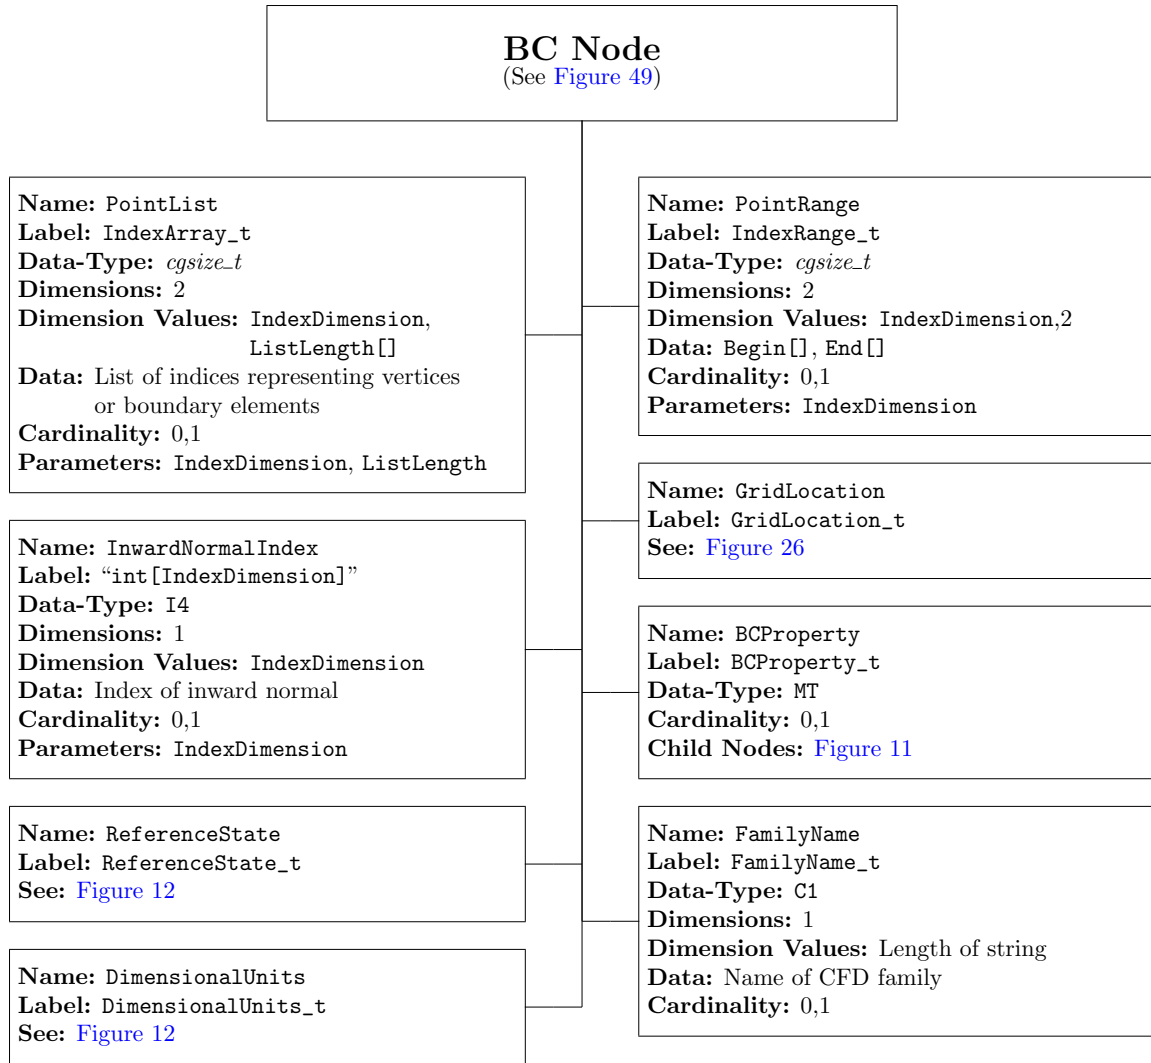 BC Node
(See Figure 49)
Name: PointList
Label: IndexArray_t
Data-Type: cgsize_t
Dimensions: 2
Dimension Values: IndexDimension,
ListLength[]
Data: List of indices representing vertices
or boundary elements
Cardinality: 0,1
Parameters: IndexDimension, ListLength
Name: InwardNormalIndex
Label: “int[IndexDimension]”
Data-Type: I4
Dimensions: 1
Dimension Values: IndexDimension
Data: Index of inward normal
Cardinality: 0,1
Parameters: IndexDimension
Name: ReferenceState
Label: ReferenceState_t
See: Figure 12
Name: DimensionalUnits
Label: DimensionalUnits_t
See: Figure 12
Name: PointRange
Label: IndexRange_t
Data-Type: cgsize_t
Dimensions: 2
Dimension Values: IndexDimension,2
Data: Begin[], End[]
Cardinality: 0,1
Parameters: IndexDimension
Name: GridLocation
Label: GridLocation_t
See: Figure 26
Name: BCProperty
Label: BCProperty_t
Data-Type: MT
Cardinality: 0,1
Child Nodes: Figure 11
Name: FamilyName
Label: FamilyName_t
Data-Type: C1
Dimensions: 1
Dimension Values: Length of string
Data: Name of CFD family
Cardinality: 0,1